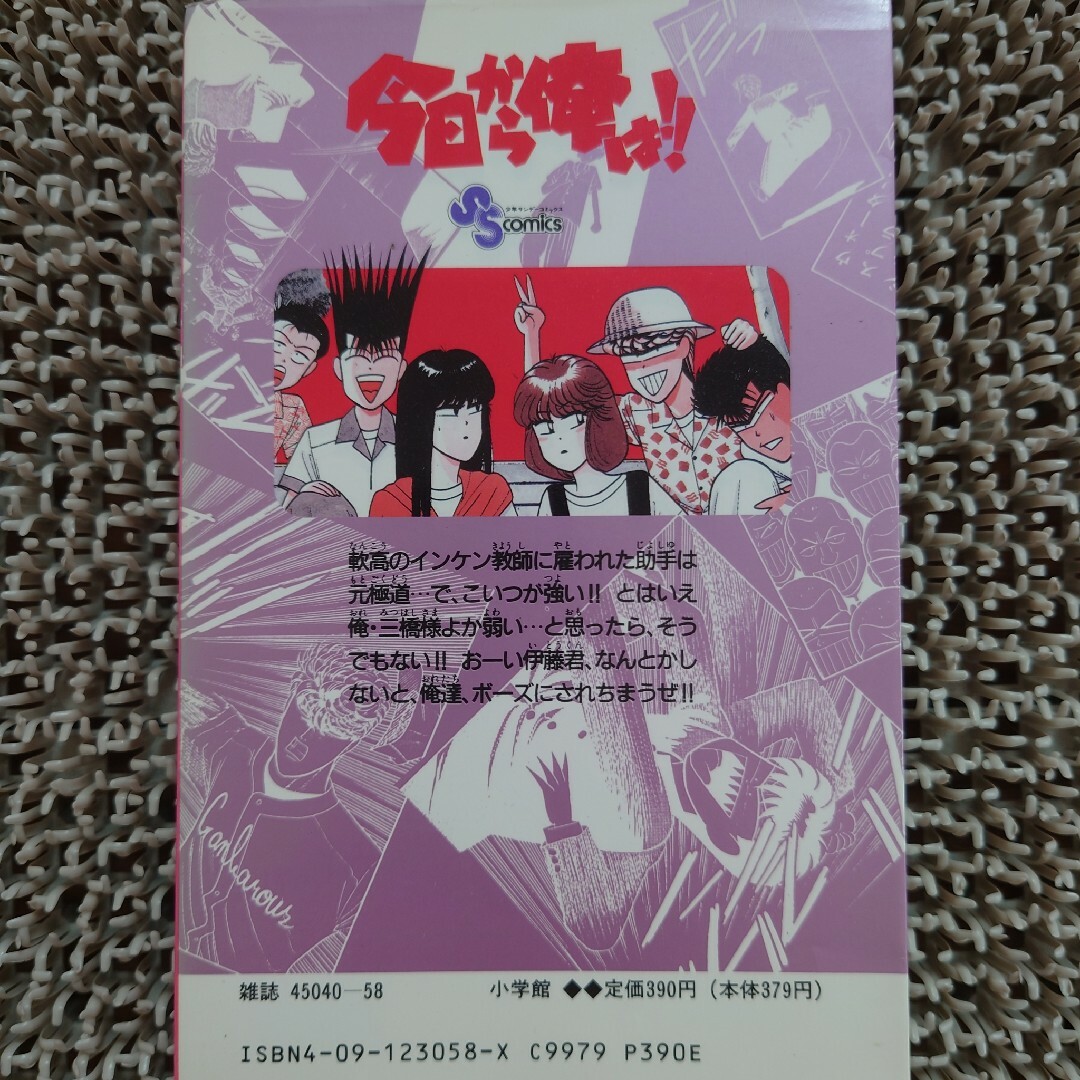 今日から俺は!!
少年サンデーコミックス
SS comics
軟高のインケン教師に雇われた助手は
元極道…で、こいつが強い!! とはいえ
俺・三橋様よか弱い…と思ったら、そう
でもない!! おーい伊藤君、なんとかし
ないと、俺達、ボーズにされちまうぜ!!
Ganbarous
雑誌 45040—58 小学館 ◆◆定価390円 (本体379円)
ISBN4-09-123058-X C9979 P390E